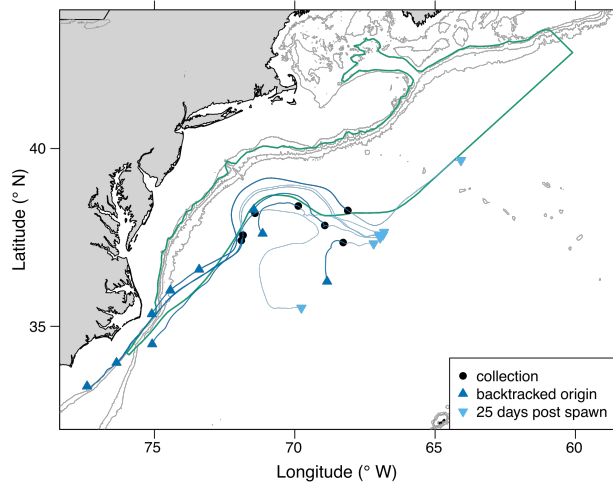 40
35
Latitude (° N)
75
70
65
60
Longitude (° W)
collection
backtracked origin
25 days post spawn